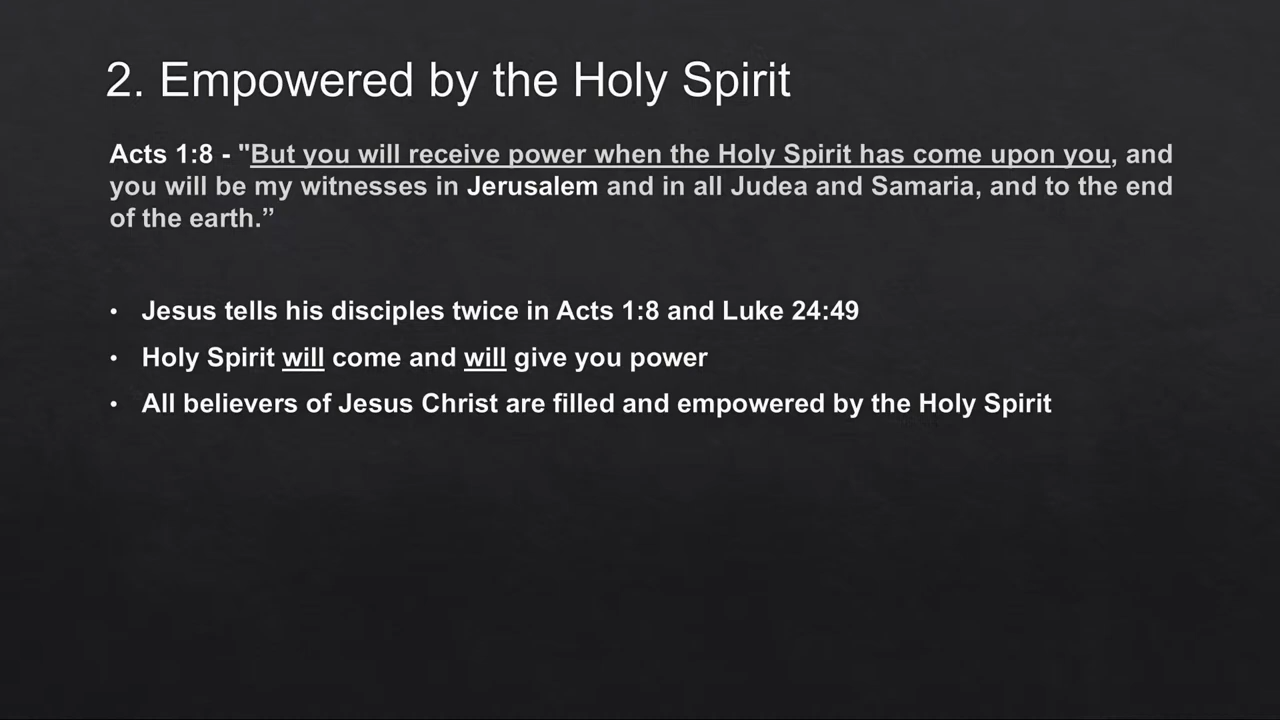 2. Empowered by the Holy Spirit
Acts 1:8 - "But you will receive power when the Holy Spirit has come upon you, and
you will be my witnesses in Jerusalem and in all Judea and Samaria, and to the end
of the earth.”
• Jesus tells his disciples twice in Acts 1:8 and Luke 24:49
• Holy Spirit will come and will give you power
• All believers of Jesus Christ are filled and empowered by the Holy Spirit